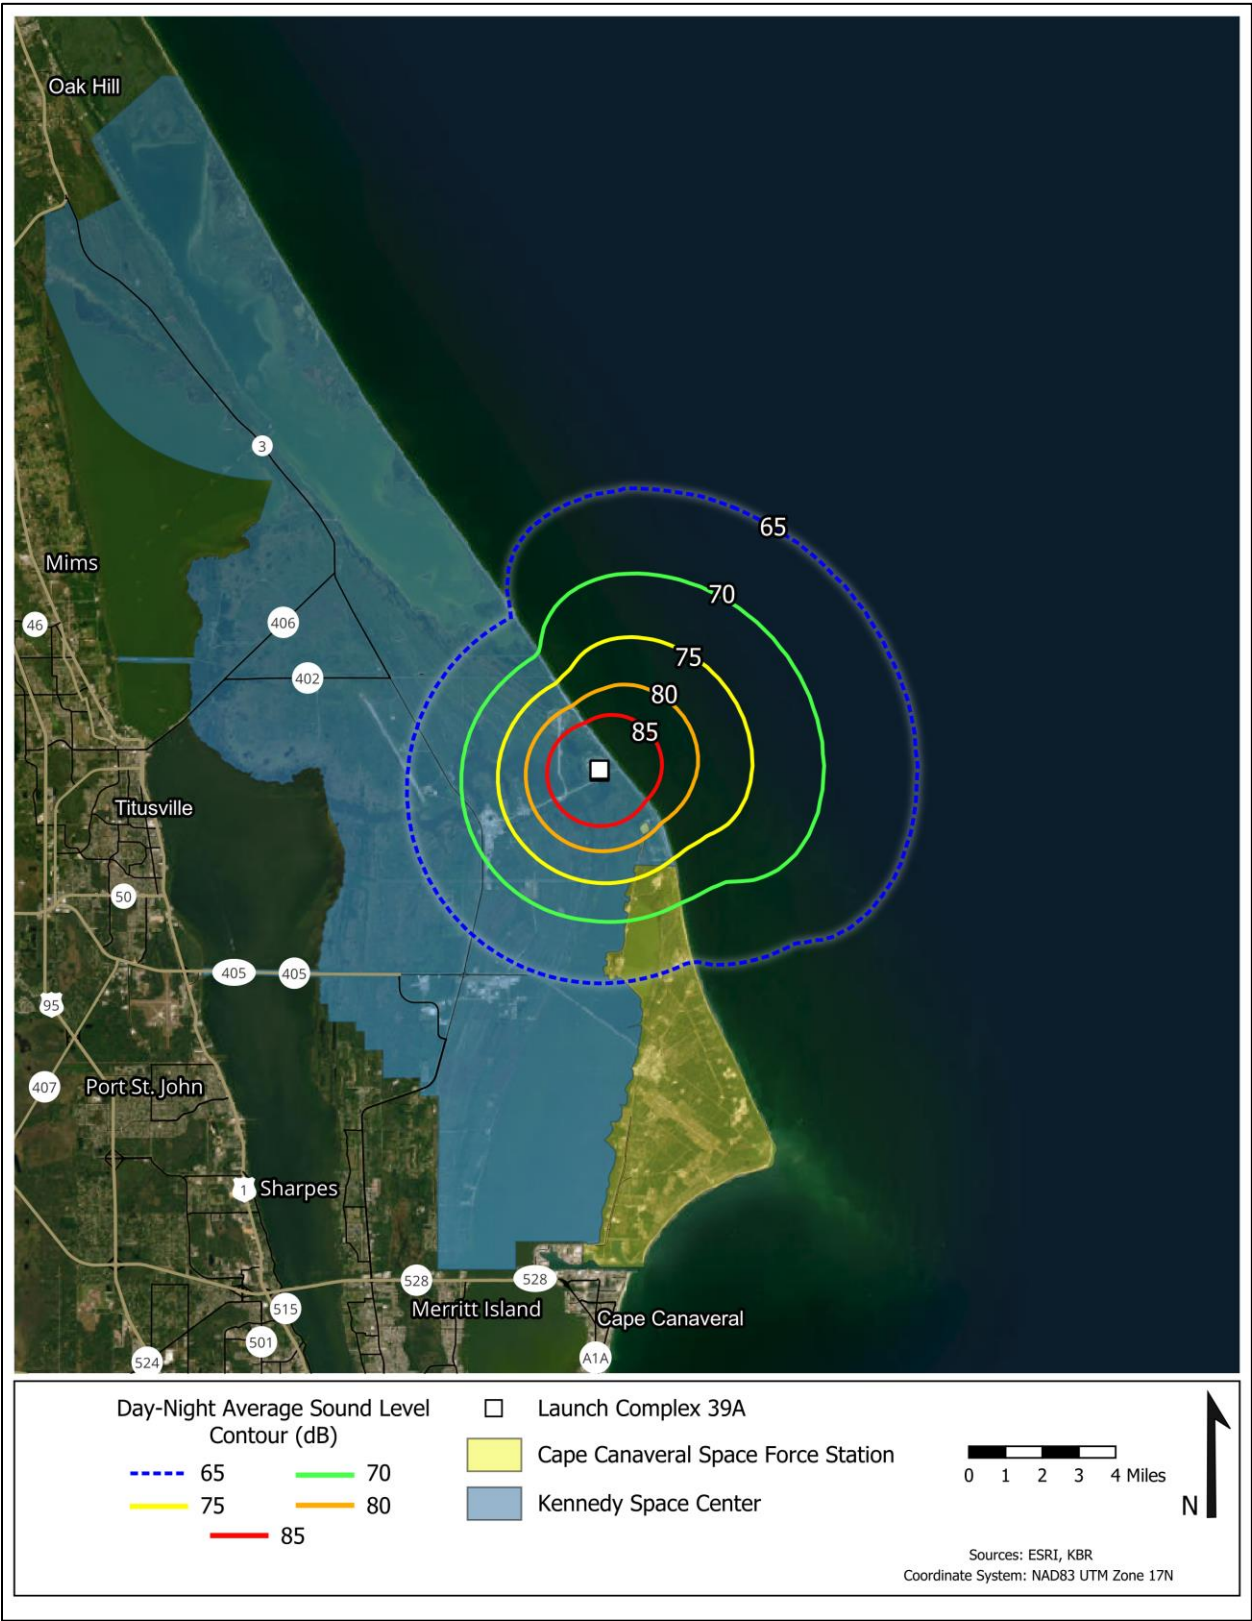 Oak Hill
3
65
Mims
70
46
406
75
402
80
85
Titusville
50
405
405
95
407
Port St. John
1
Sharpes
528
528
Merritt Island
515
Cape Canaveral
501
524
A1A
Day-Night Average Sound Level
Contour (dB)
65
70
75
80
85
Launch Complex 39A
Cape Canaveral Space Force Station
Kennedy Space Center
0 1 2 3 4 Miles
N
Sources: ESRI, KBR
Coordinate System: NAD83 UTM Zone 17N